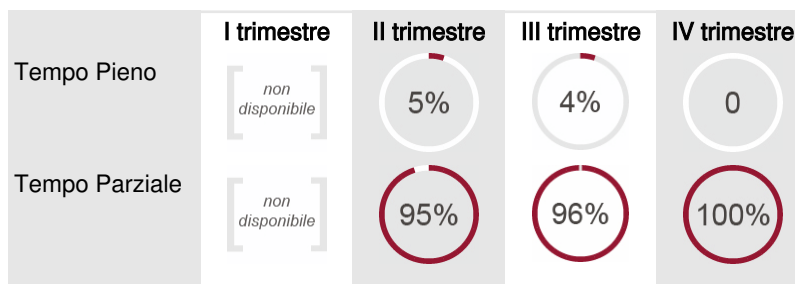 I trimestre II trimestre III trimestre IV trimestre
Tempo Pieno
non
disponibile
5% 4% 0
Tempo Parziale
non
disponibile
95% 96% 100%